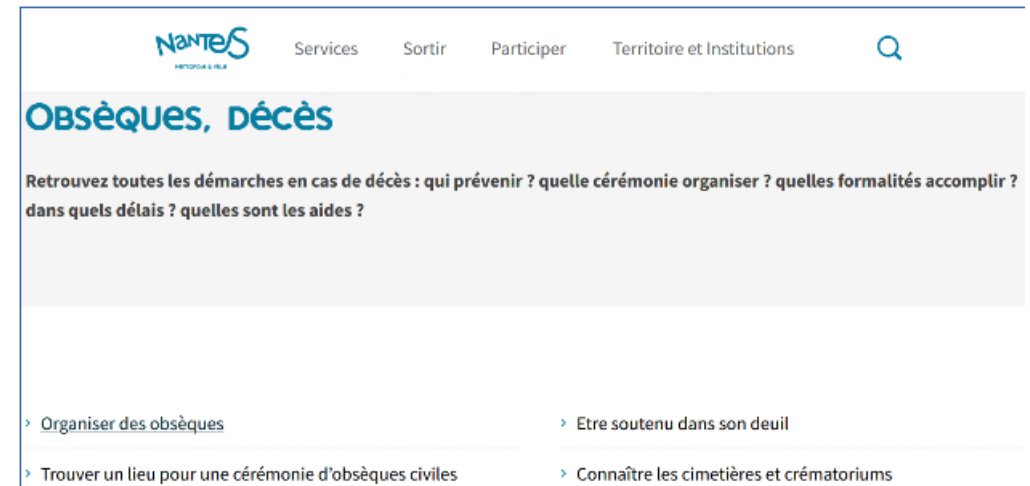 NANTES
MÉTROPOLE & VILLE
Services Sortir Participer Territoire et Institutions
Obsèques, Décès
Retrouvez toutes les démarches en cas de décès : qui prévenir ? quelle cérémonie organiser ? quelles formalités accomplir ?
dans quels délais ? quelles sont les aides ?
Organiser des obsèques
Etre soutenu dans son deuil
Trouver un lieu pour une cérémonie d'obsèques civiles
Connaître les cimetières et crématoriums